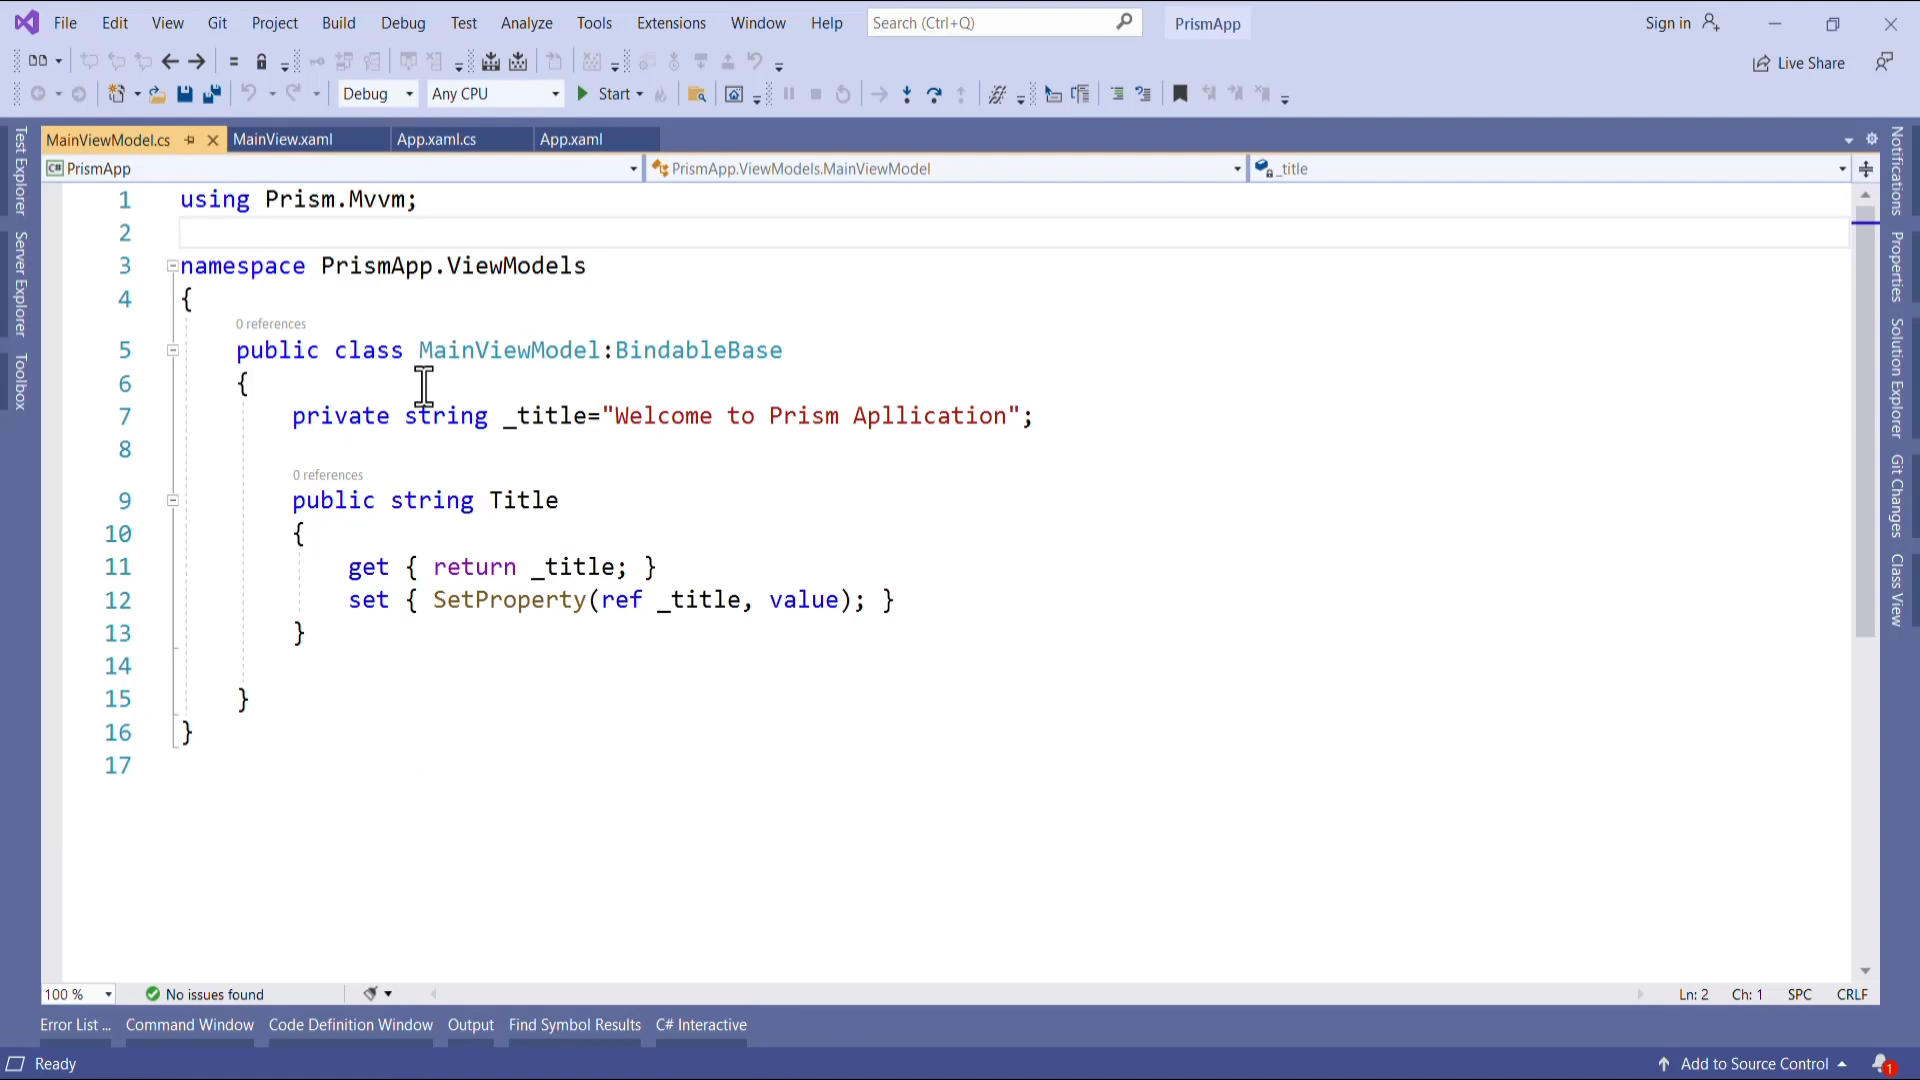 File Edit View Git Project Build Debug Test Analyze Tools Extensions Window Help Search (Ctrl+Q) PrismApp Sign in
Live Share
Debug Any CPU Start
MainViewModel.cs MainView.xaml App.xaml.cs App.xaml
C# PrismApp PrismApp.ViewModels.MainViewModel _title
Test Explorer
Server Explorer
Toolbox
1 using Prism.Mvvm;
2
3 namespace PrismApp.ViewModels
4 {
0 references
5 public class MainViewModel:BindableBase
6 {
7 private string _title="Welcome to Prism Apllication";
8
0 references
9 public string Title
10 {
11 get { return _title; }
12 set { SetProperty(ref _title, value); }
13 }
14
15 }
16 }
17
Notifications
Properties
Solution Explorer
Git Changes
Class View
100 % No issues found Ln: 2 Ch: 1 SPC CRLF
Error List ... Command Window Code Definition Window Output Find Symbol Results C# Interactive
Ready Add to Source Control 1